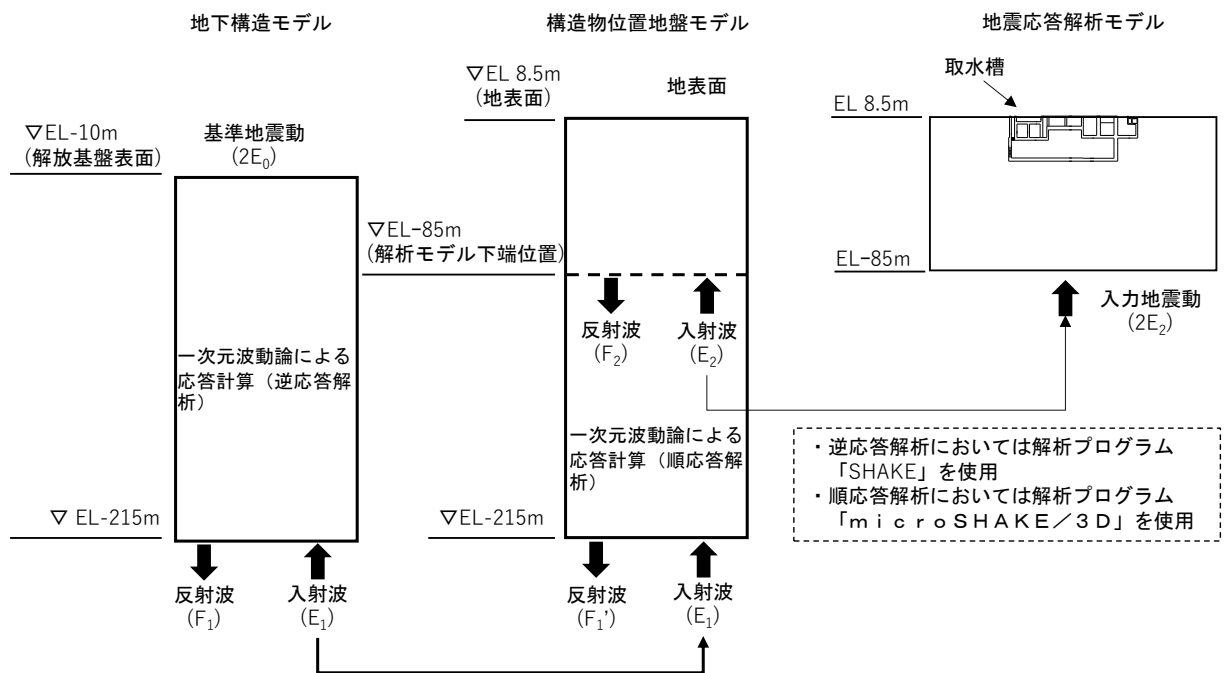 地下構造モデル
▽EL-10m
(解放基盤表面)
基準地震動
(2E₀)
一次元波動論による
応答計算（逆応答解
析）
▽ EL-215m
反射波
(F₁)
入射波
(E₁)
構造物位置地盤モデル
▽EL 8.5m
(地表面)
地表面
▽EL-85m
(解析モデル下端位置)
反射波
(F₂)
入射波
(E₂)
一次元波動論による
応答計算（順応答解
析）
▽EL-215m
反射波
(F₁')
入射波
(E₁)
地震応答解析モデル
取水槽
EL 8.5m
EL-85m
入力地震動
(2E₂)
・逆応答解析においては解析プログラム
「SHAKE」を使用
・順応答解析においては解析プログラム
「ｍｉｃｒｏＳＨＡＫＥ／３Ｄ」を使用